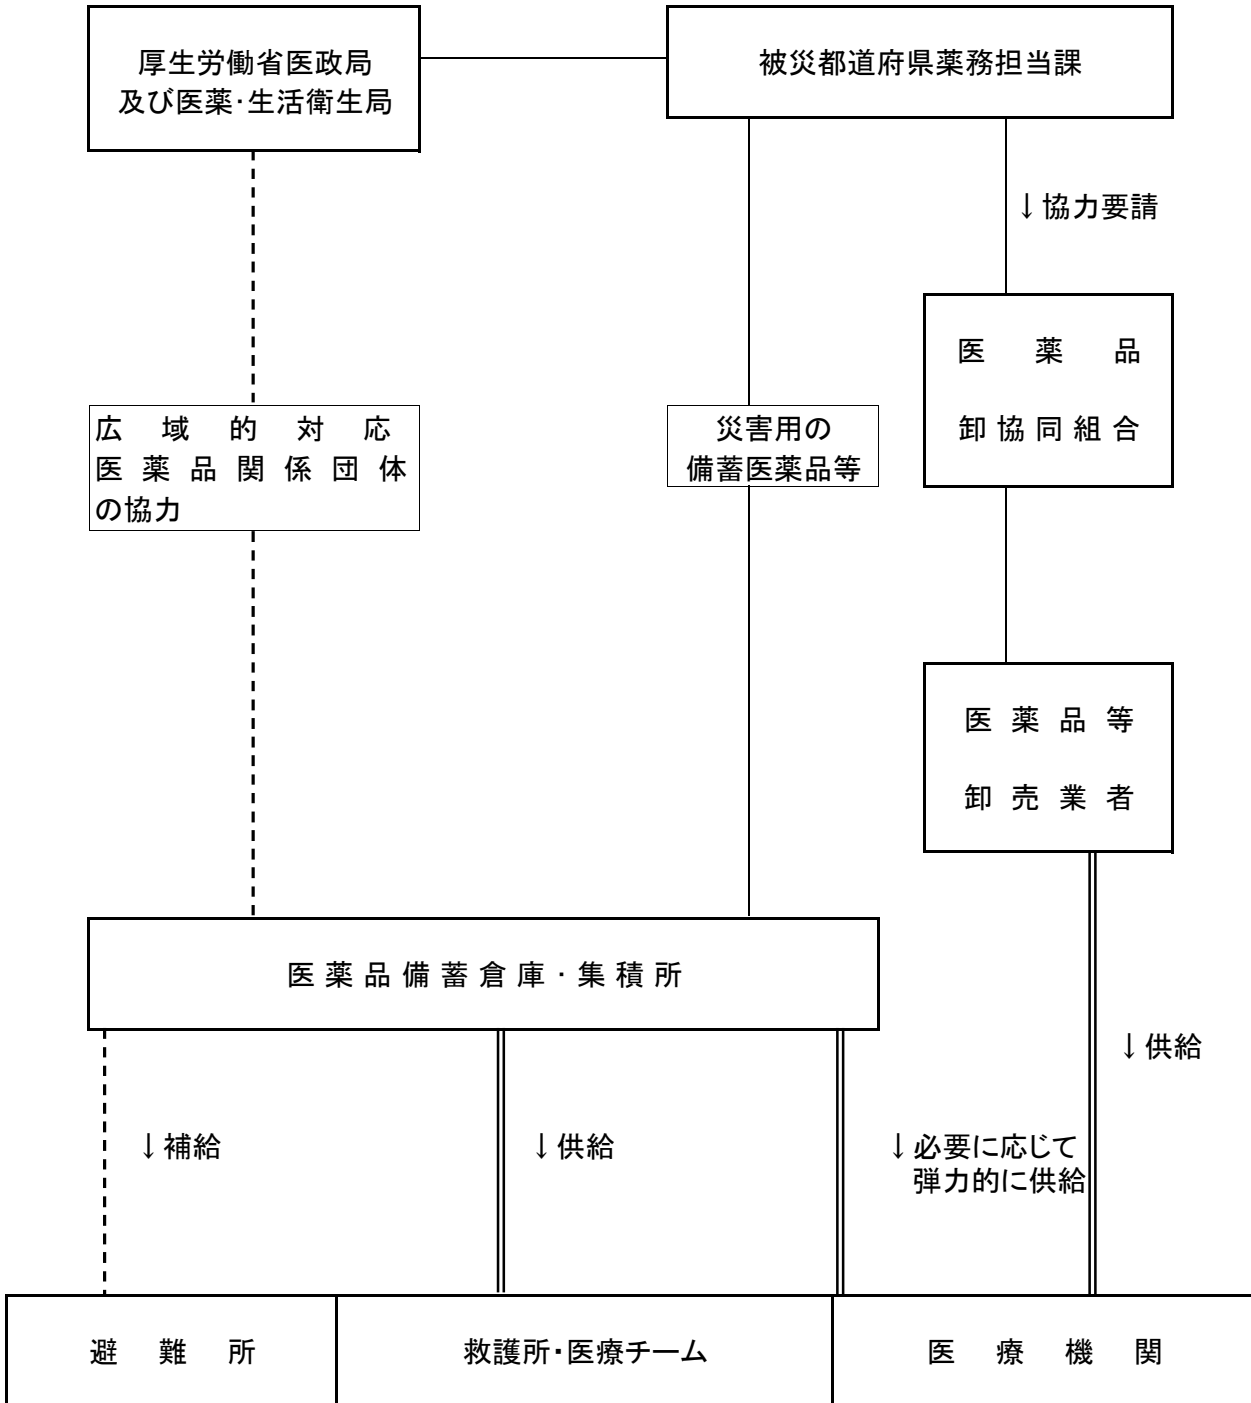 厚生労働省医政局
及び医薬･生活衛生局
被災都道府県薬務担当課
↓協力要請
医薬品
卸協同組合
広域的対応
医薬品関係団体
の協力
災害用の
備蓄医薬品等
医薬品等
卸売業者
医薬品備蓄倉庫･集積所
↓供給
↓補給
↓供給
↓必要に応じて
弾力的に供給
避難所
救護所･医療チーム
医療機関